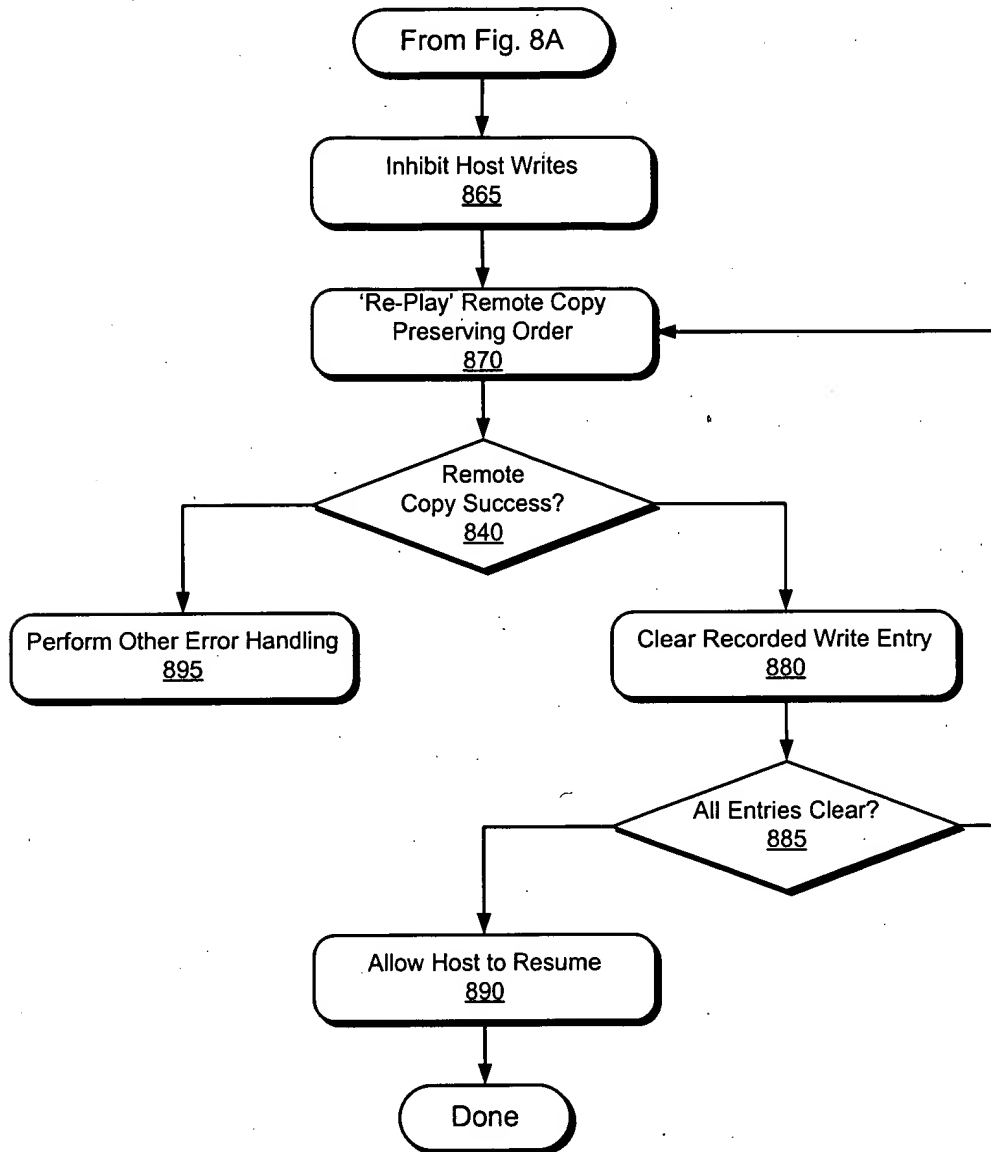 From Fig. 8A
Inhibit Host Writes
865
‘Re-Play’ Remote Copy
Preserving Order
870
Remote
Copy Success?
840
Perform Other Error Handling
895
Clear Recorded Write Entry
880
All Entries Clear?
885
Allow Host to Resume
890
Done